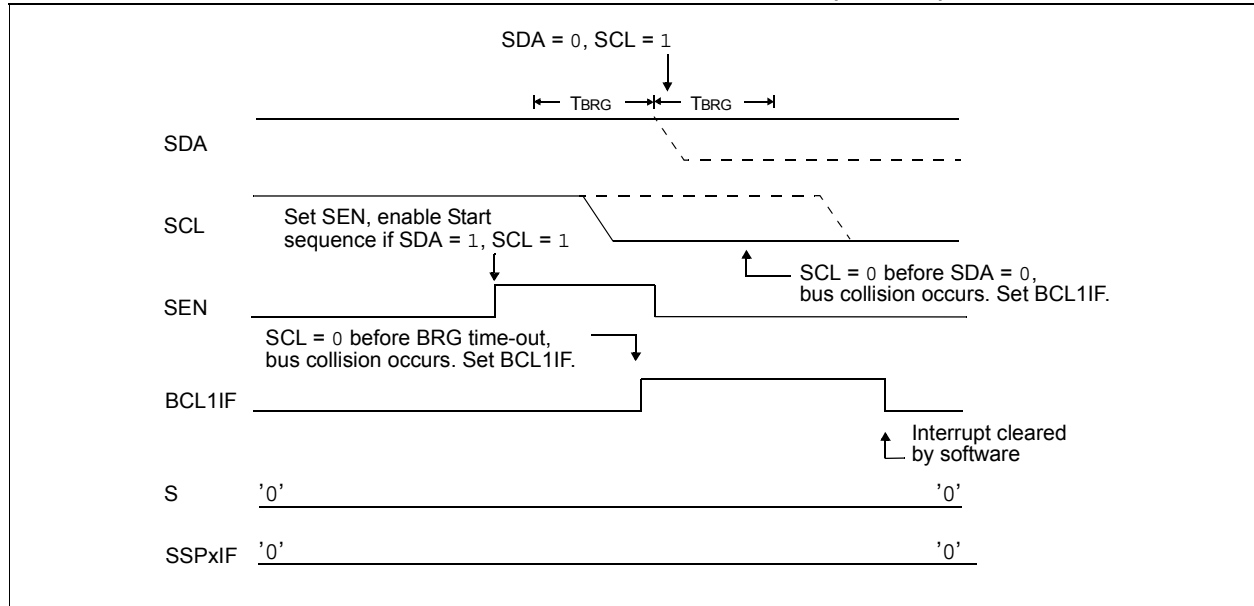 SDA = 0, SCL = 1
TBRG TBRG
SDA
SCL
Set SEN, enable Start
sequence if SDA = 1, SCL = 1
SCL = 0 before SDA = 0,
bus collision occurs. Set BCL1IF.
SEN
SCL = 0 before BRG time-out,
bus collision occurs. Set BCL1IF.
BCL1IF
Interrupt cleared
by software
S '0' '0'
SSPxIF '0' '0'